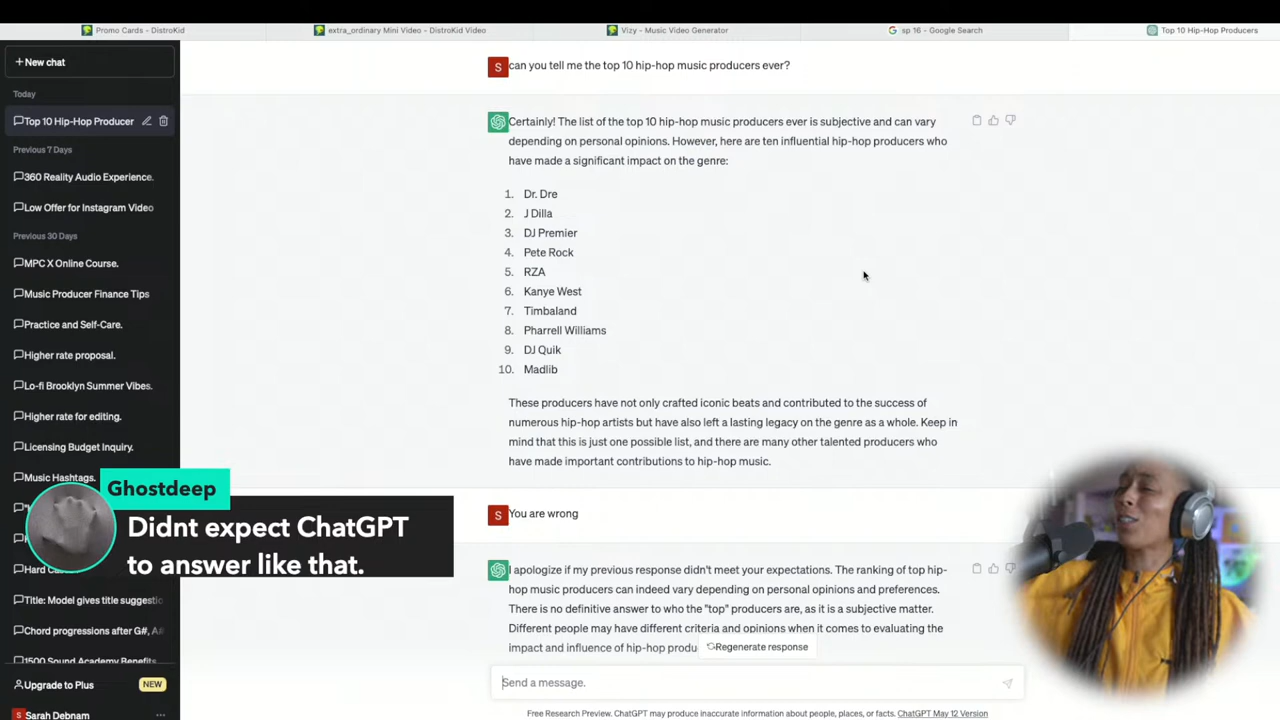 Promo Cards - DistroKid
extra_ordinary Mini Video - DistroKid
Vizy - Music Video Generator
sp 16 - Google Search
Top 10 Hip-Hop Producers
+ New chat
Today
Top 10 Hip-Hop Producer
Previous 7 Days
360 Reality Audio Experience.
Low Offer for Instagram Video
Previous 30 Days
MPC X Online Course.
Music Producer Finance Tips
Practice and Self-Care.
Higher rate proposal.
Lo-fi Brooklyn Summer Vibes.
Higher rate for editing.
Licensing Budget Inquiry.
Music Hashtags.
Title: Model gives title suggestio
Chord progressions after G#, A#
1500 Sound Academy Benefits
Upgrade to Plus
NEW
Sarah Debnam
S
can you tell me the top 10 hip-hop music producers ever?
Certainly! The list of the top 10 hip-hop music producers ever is subjective and can vary
depending on personal opinions. However, here are ten influential hip-hop producers who
have made a significant impact on the genre:
1. Dr. Dre
2. J Dilla
3. DJ Premier
4. Pete Rock
5. RZA
6. Kanye West
7. Timbaland
8. Pharrell Williams
9. DJ Quik
10. Madlib
These producers have not only crafted iconic beats and contributed to the success of
numerous hip-hop artists but have also left a lasting legacy on the genre as a whole. Keep in
mind that this is just one possible list, and there are many other talented producers who
have made important contributions to hip-hop music.
S
You are wrong
I apologize if my previous response didn't meet your expectations. The ranking of top hip-
hop music producers can indeed vary depending on personal opinions and preferences.
There is no definitive answer to who the "top" producers are, as it is a subjective matter.
Different people may have different criteria and opinions when it comes to evaluating the
impact and influence of hip-hop produ
Regenerate response
Send a message.
Free Research Preview. ChatGPT may produce inaccurate information about people, places, or facts. ChatGPT May 12 Version
Ghostdeep
Didnt expect ChatGPT
to answer like that.